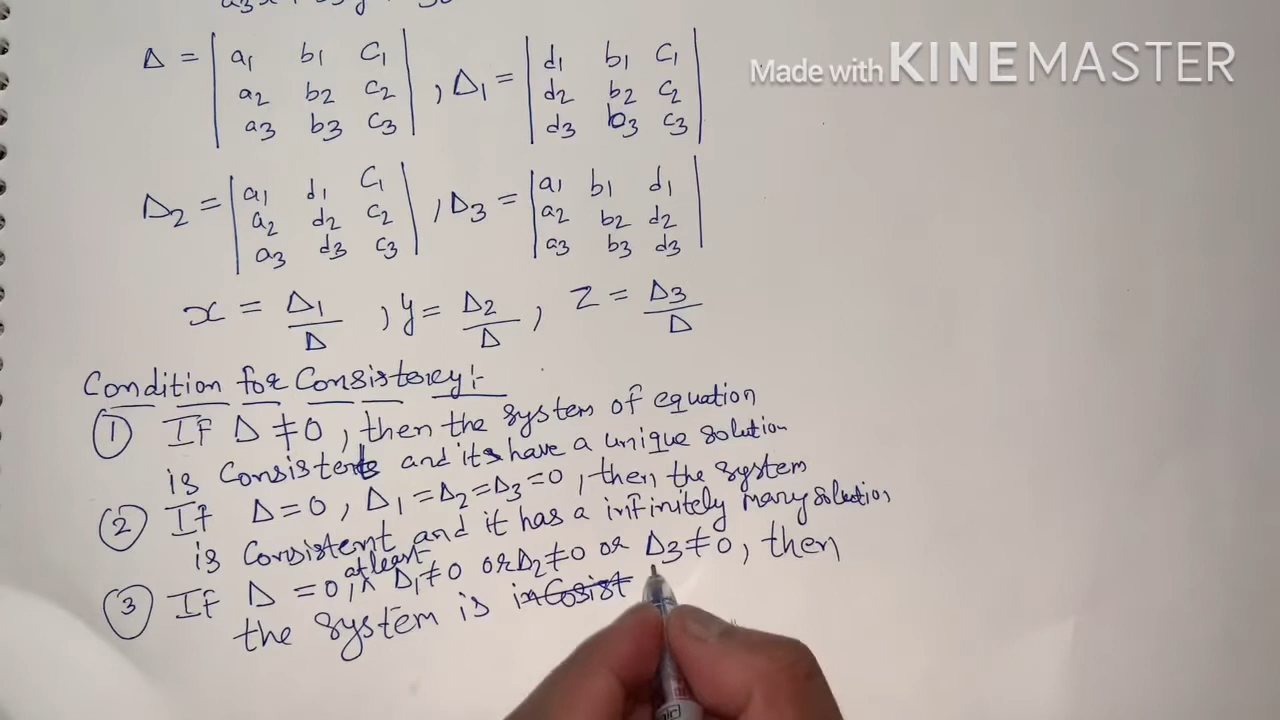 a3x + b3y + 
Made with KINEMASTER
Δ = | a1 b1 c1 | , Δ1 = | d1 b1 c1 |
| a2 b2 c2 | | d2 b2 c2 |
| a3 b3 c3 | | d3 b3 c3 |
Δ2 = | a1 d1 c1 | , Δ3 = | a1 b1 d1 |
| a2 d2 c2 | | a2 b2 d2 |
| a3 d3 c3 | | a3 b3 d3 |
x = Δ1/Δ , y = Δ2/Δ , z = Δ3/Δ
Condition for Consistency:-
① If Δ ≠ 0, then the system of equation
is and its have a unique solution
② If Δ = 0, Δ1 = Δ2 = Δ3 = 0, then the system
is Consistent and it has a infinitely many solution
③ If Δ = 0, atleast Δ1 ≠ 0 or Δ2 ≠ 0 or Δ3 ≠ 0, then
the system is inCosist